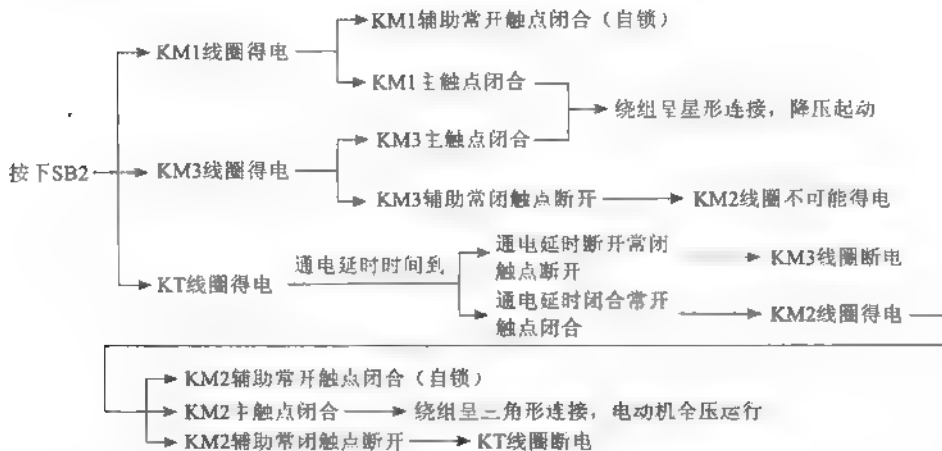 KM1辅助常开触点闭合（自锁）
KM1线圈得电
KM1主触点闭合
绕组呈星形连接，降压起动
KM3主触点闭合
按下SB2
KM3线圈得电
KM3辅助常闭触点断开
KM2线圈不可能得电
通电延时断开常闭
触点断开
KM3线圈断电
KT线圈得电
通电延时时间到
通电延时闭合常开
触点闭合
KM2线圈得电
KM2辅助常开触点闭合（自锁）
KM2主触点闭合
绕组呈三角形连接，电动机全压运行
KM2辅助常闭触点断开
KT线圈断电